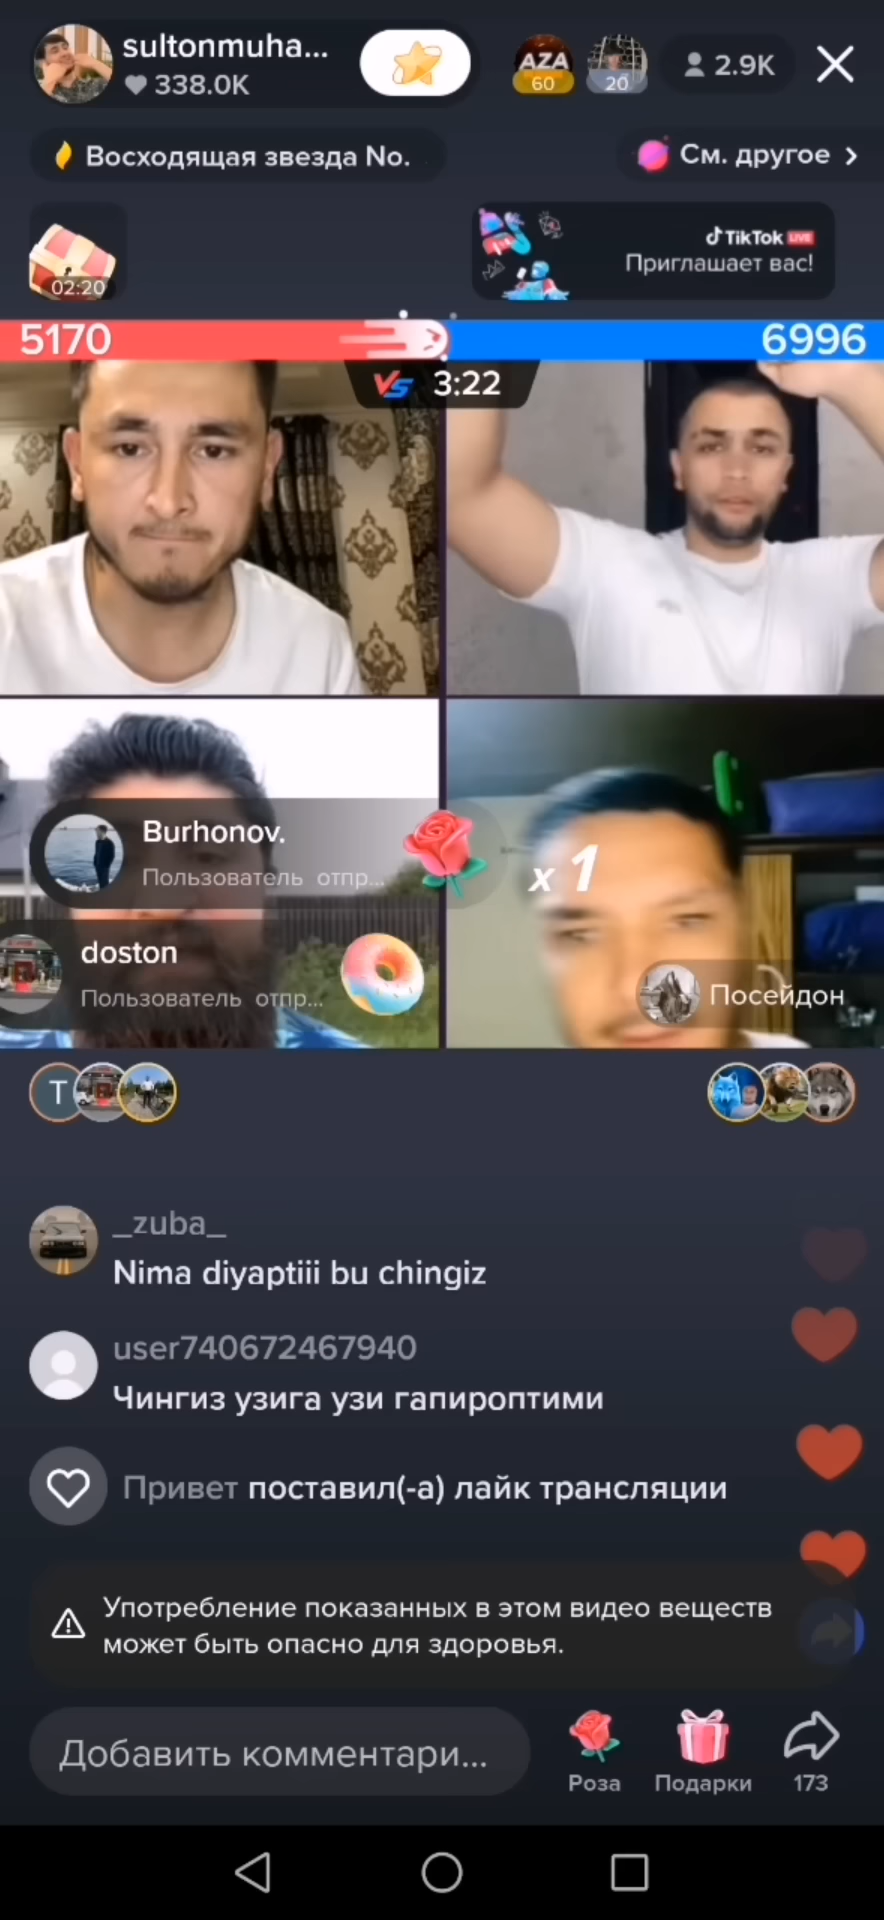 sultonmuha...
338.0K
AZA
60
20
2.9K
Восходящая звезда No.
См. другое
02:20
TikTok LIVE
Приглашает вас!
5170
6996
VS 3:22
Burhonov.
Пользователь отпр...
x 1
doston
Пользователь отпр...
Посейдон
T
_zuba_
Nima diyaptiii bu chingiz
user740672467940
Чингиз узига узи гапироптими
Привет поставил(-а) лайк трансляции
Употребление показанных в этом видео веществ
может быть опасно для здоровья.
Добавить комментари...
Роза
Подарки
173